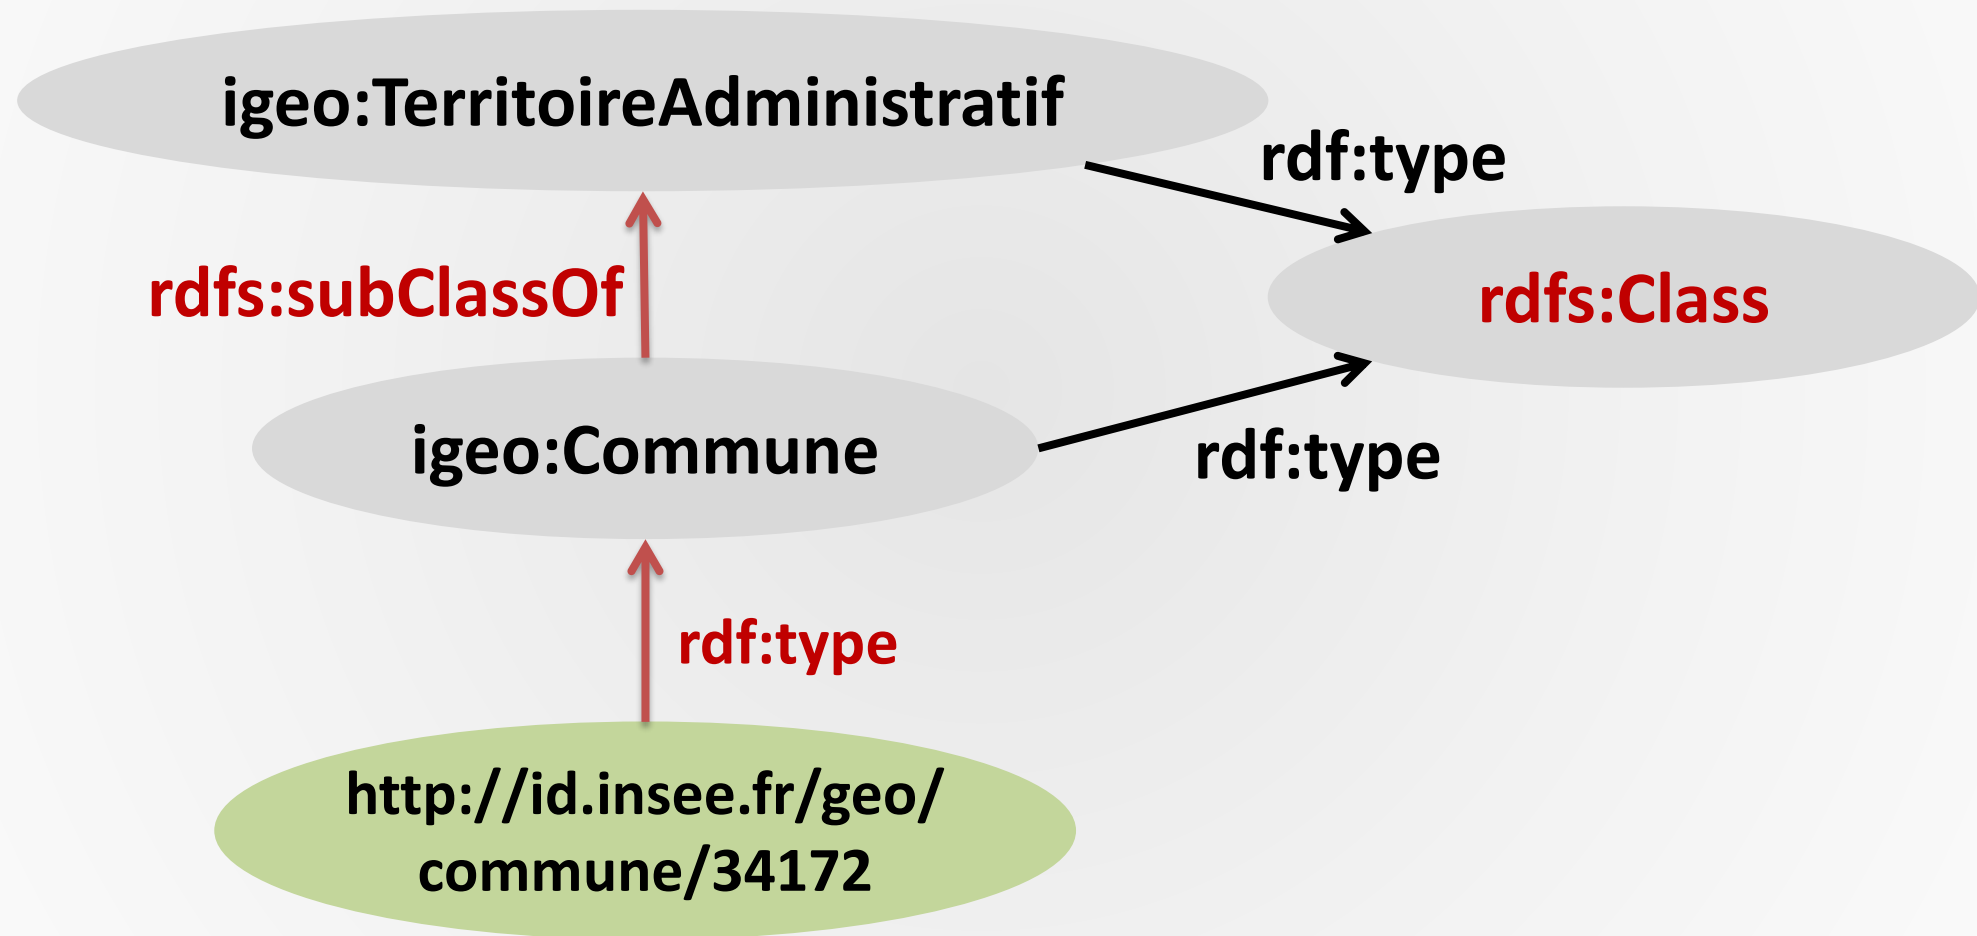 igeo:TerritoireAdministratif
rdf:type
rdfs:subClassOf
rdfs:Class
igeo:Commune
rdf:type
rdf:type
http://id.insee.fr/geo/
commune/34172